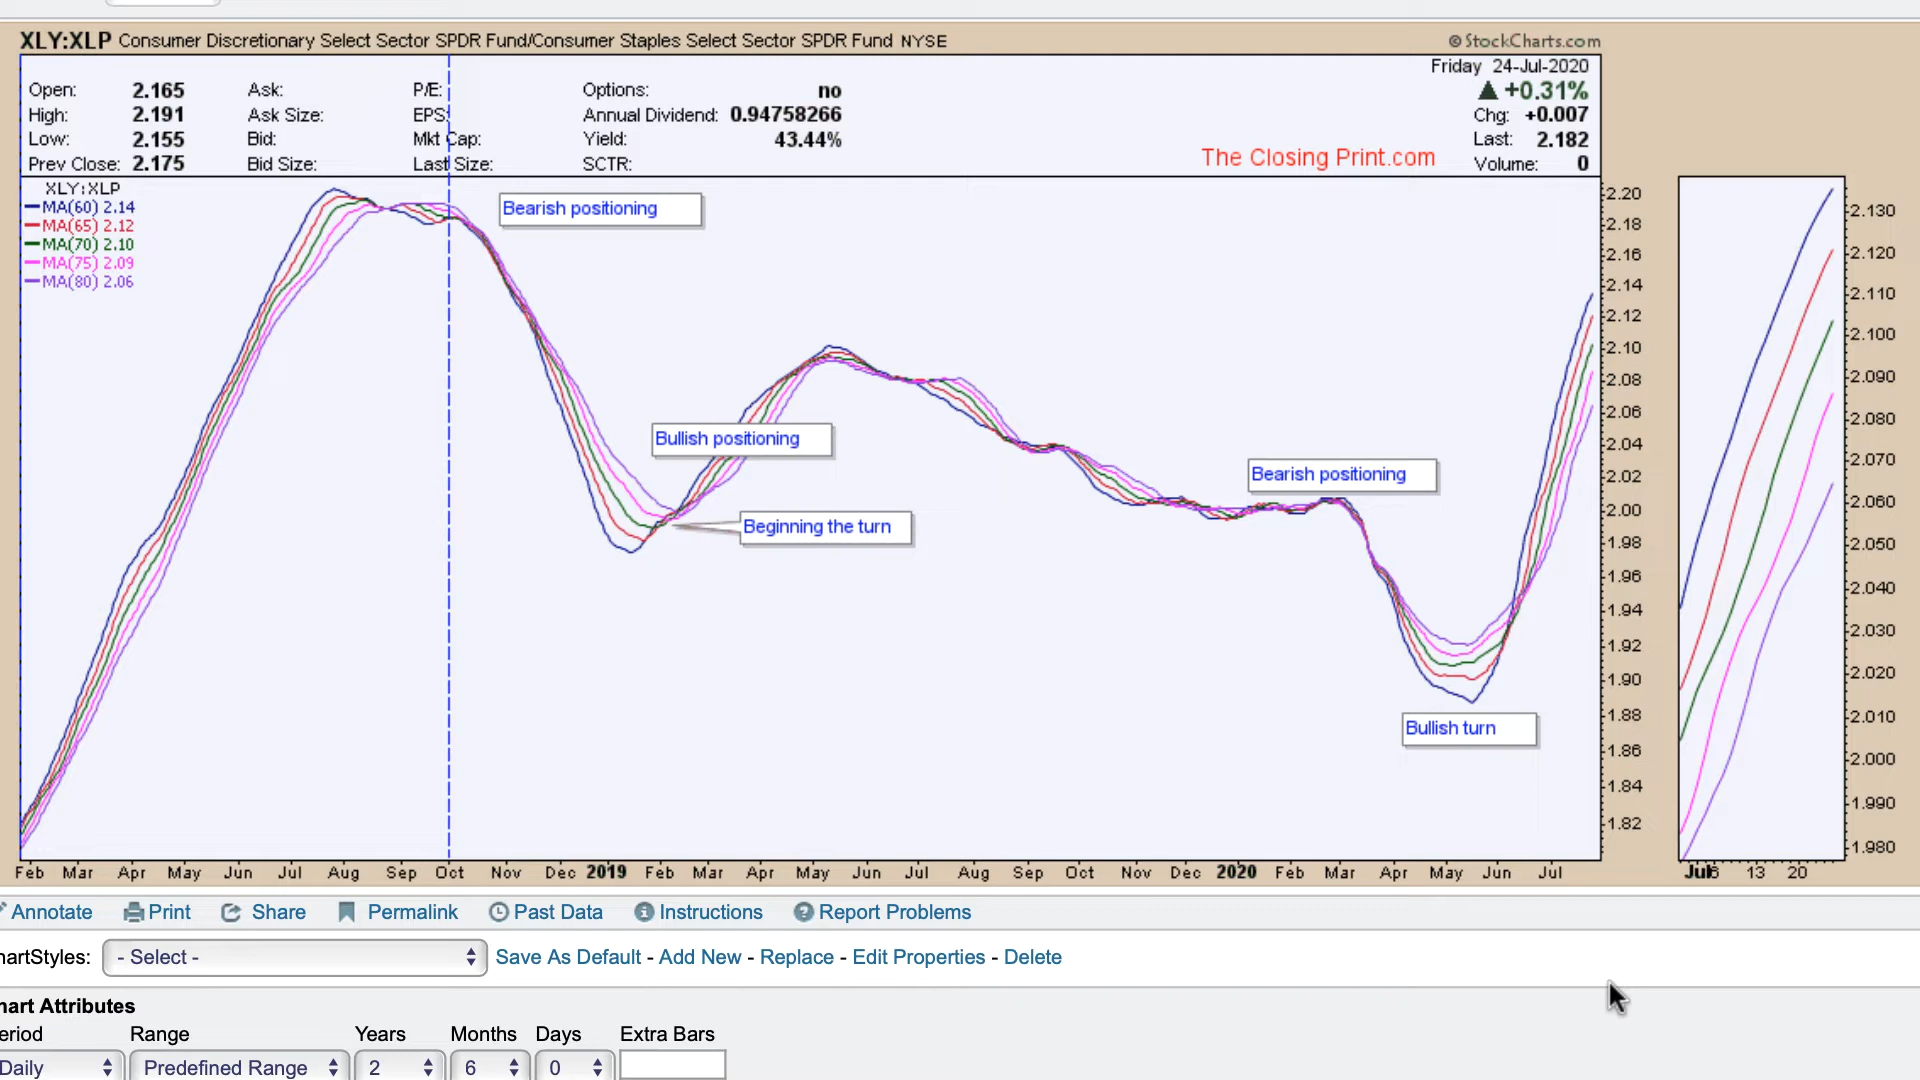 XLY:XLP Consumer Discretionary Select Sector SPDR Fund/Consumer Staples Select Sector SPDR Fund NYSE
© StockCharts.com
Friday 24-Jul-2020
Open: 2.165 Ask: P/E: Options: no
▲ +0.31%
High: 2.191 Ask Size: EPS: Annual Dividend: 0.94758266
Chg: +0.007
Low: 2.155 Bid: Mkt Cap: Yield: 43.44%
Last: 2.182
Prev Close: 2.175 Bid Size: Last Size: SCTR:
The Closing Print.com
Volume: 0
XLY:XLP
MA(60) 2.14
MA(65) 2.12
MA(70) 2.10
MA(75) 2.09
MA(80) 2.06
Bearish positioning
Bullish positioning
Beginning the turn
Bearish positioning
Bullish turn
2.20
2.18
2.16
2.14
2.12
2.10
2.08
2.06
2.04
2.02
2.00
1.98
1.96
1.94
1.92
1.90
1.88
1.86
1.84
1.82
2.130
2.120
2.110
2.100
2.090
2.080
2.070
2.060
2.050
2.040
2.030
2.020
2.010
2.000
1.990
1.980
Feb Mar Apr May Jun Jul Aug Sep Oct Nov Dec 2019 Feb Mar Apr May Jun Jul Aug Sep Oct Nov Dec 2020 Feb Mar Apr May Jun Jul
Jul6 13 20
Annotate Print Share Permalink Past Data Instructions Report Problems
hartStyles: - Select - Save As Default - Add New - Replace - Edit Properties - Delete
hart Attributes
eriod Range Years Months Days Extra Bars
Daily Predefined Range 2 6 0